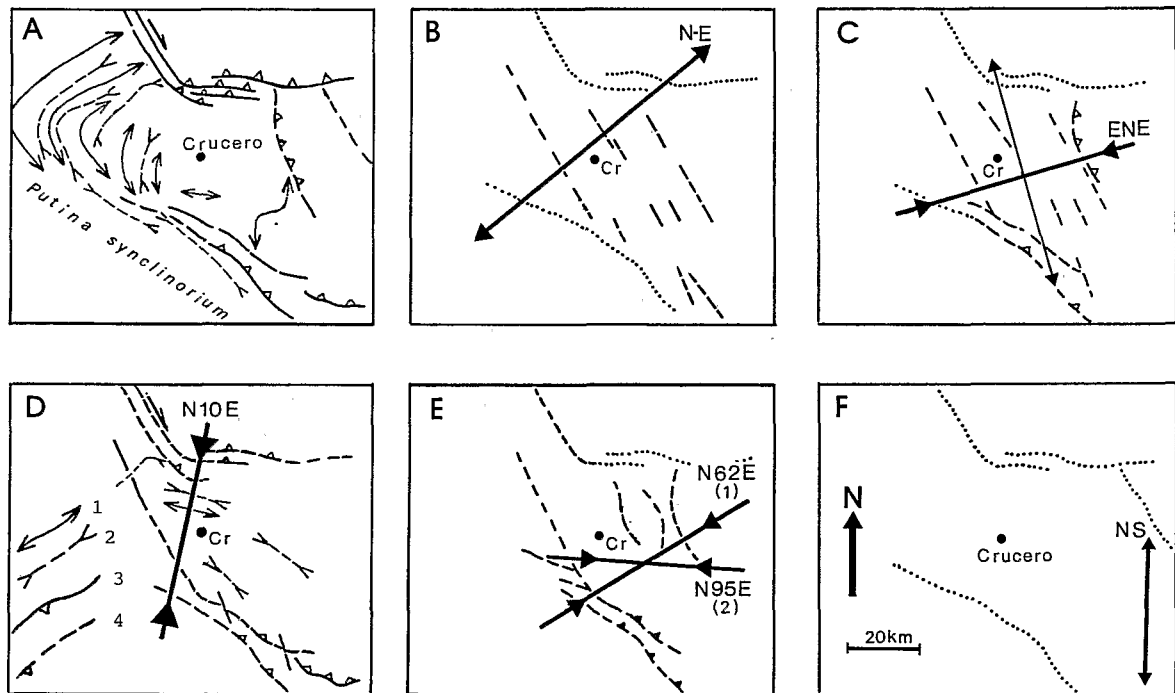 A
Crucero
Putina synclinorium
B
N-E
Cr
C
ENE
Cr
D
N10E
1
2
3
4
Cr
E
N62E
(1)
Cr
N95E
(2)
F
N
NS
Crucero
20km